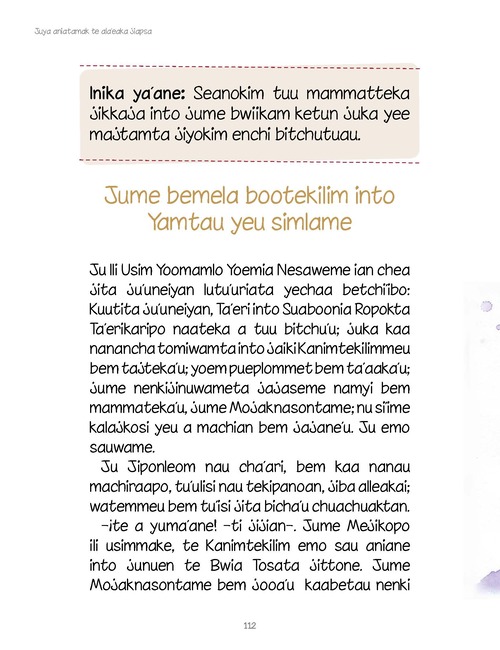 Juya aniatamak te ala'eaka Jiapsa
Inika ya'ane: Seanokim tuu mammatteka
jikkaja into jume bwiikam ketun juka yee
majtamta jiyokim enchi bitchutuau.
Jume bemela bootekilim into
Yamtau yeu simlame
Ju Ili Usim Yoomamlo Yoemia Nesaweme ian chea
jita ju'uneiyan lutu'uriata yechaa betchi'ibo:
Kuutita ju'uneiyan, Ta'eri into Suaboonia Ropokta
Ta'erikaripo naateka a tuu bitchu'u; juka kaa
nanancha tomiwamta into jaiki Kanimtekilimmeu
bem tajteka'u; yoem pueplommet bem ta'aaka'u;
jume nenkijinuwameta jajaseme namyi bem
mammateka'u, jume Mojaknasontame; nu siime
kalajkosi yeu a machian bem jajane'u. Ju emo
sauwame.
Ju Jiponleom nau cha'ari, bem kaa nanau
machiraapo, tu'ulisi nau tekipanoan, jiba alleakai;
watemmeu bem tu'isi jita bicha'u chuachuaktan.
–ite a yuma'ane! –ti jijian–. Jume Mejikopo
ili usimmake, te Kanimtekilim emo sau aniane
into junuen te Bwia Tosata jittone. Jume
Mojaknasontame bem jooa'u kaabetau nenki
112